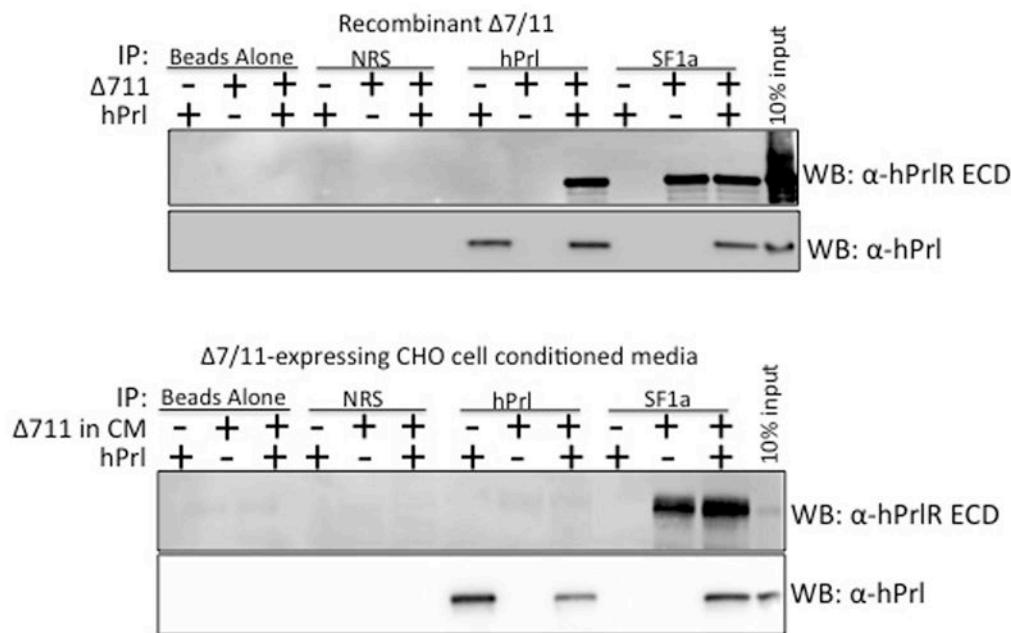 Recombinant Δ7/11
IP: Beads Alone NRS hPrl SF1a 10% input
Δ711 - + + - + + - + + - + +
hPrl + - + + - + + - + + - +
WB: α-hPrlR ECD
WB: α-hPrl
Δ7/11-expressing CHO cell conditioned media
IP: Beads Alone NRS hPrl SF1a 10% input
Δ711 in CM - + + - + + - + + - + +
hPrl + - + + - + + - + + - +
WB: α-hPrlR ECD
WB: α-hPrl